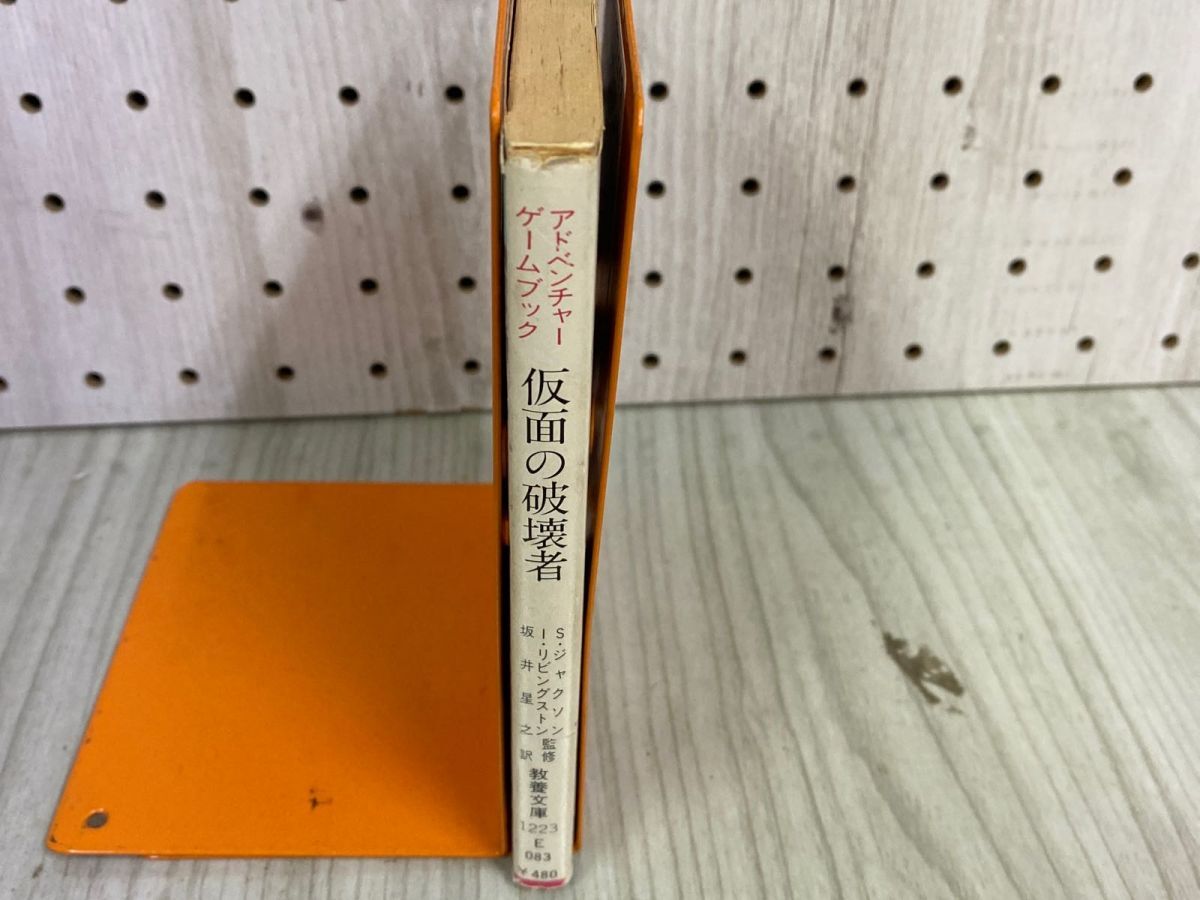 アドベンチャー
ゲームブック
仮面の破壊者
S・ジャクソン
I・リビングストン
監修
坂井星之 訳
教養文庫
1223
E
083
¥480